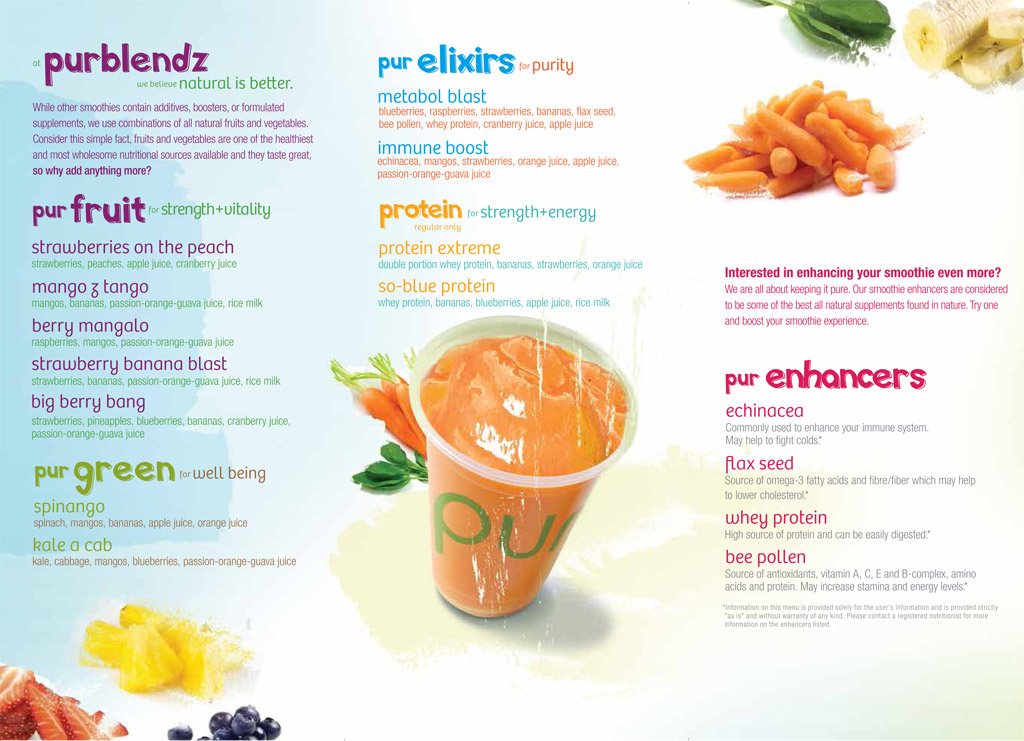 at purblendz
we believe natural is better.
While other smoothies contain additives, boosters, or formulated
supplements, we use combinations of all natural fruits and vegetables.
Consider this simple fact, fruits and vegetables are one of the healthiest
and most wholesome nutritional sources available and they taste great,
so why add anything more?
pur fruit for strength+vitality
strawberries on the peach
strawberries, peaches, apple juice, cranberry juice
mango z tango
mangos, bananas, passion-orange-guava juice, rice milk
berry mangalo
raspberries, mangos, passion-orange-guava juice
strawberry banana blast
strawberries, bananas, passion-orange-guava juice, rice milk
big berry bang
strawberries, pineapples, blueberries, bananas, cranberry juice,
passion-orange-guava juice
pur green for well being
spinango
spinach, mangos, bananas, apple juice, orange juice
kale a cab
kale, cabbage, mangos, blueberries, passion-orange-guava juice
pur elixirs for purity
metabol blast
blueberries, raspberries, strawberries, bananas, flax seed,
bee pollen, whey protein, cranberry juice, apple juice
immune boost
echinacea, mangos, strawberries, orange juice, apple juice,
passion-orange-guava juice
protein for strength+energy
regular only
protein extreme
double portion whey protein, bananas, strawberries, orange juice
so-blue protein
whey protein, bananas, blueberries, apple juice, rice milk
pur
Interested in enhancing your smoothie even more?
We are all about keeping it pure. Our smoothie enhancers are considered
to be some of the best all natural supplements found in nature. Try one
and boost your smoothie experience.
pur enhancers
echinacea
Commonly used to enhance your immune system.
May help to fight colds.*
flax seed
Source of omega-3 fatty acids and fibre/fiber which may help
to lower cholesterol.*
whey protein
High source of protein and can be easily digested.*
bee pollen
Source of antioxidants, vitamin A, C, E and B-complex, amino
acids and protein. May increase stamina and energy levels.*
*Information on this menu is provided solely for the user's information and is provided strictly
"as is" and without warranty of any kind. Please contact a registered nutritionist for more
information on the enhancers listed.